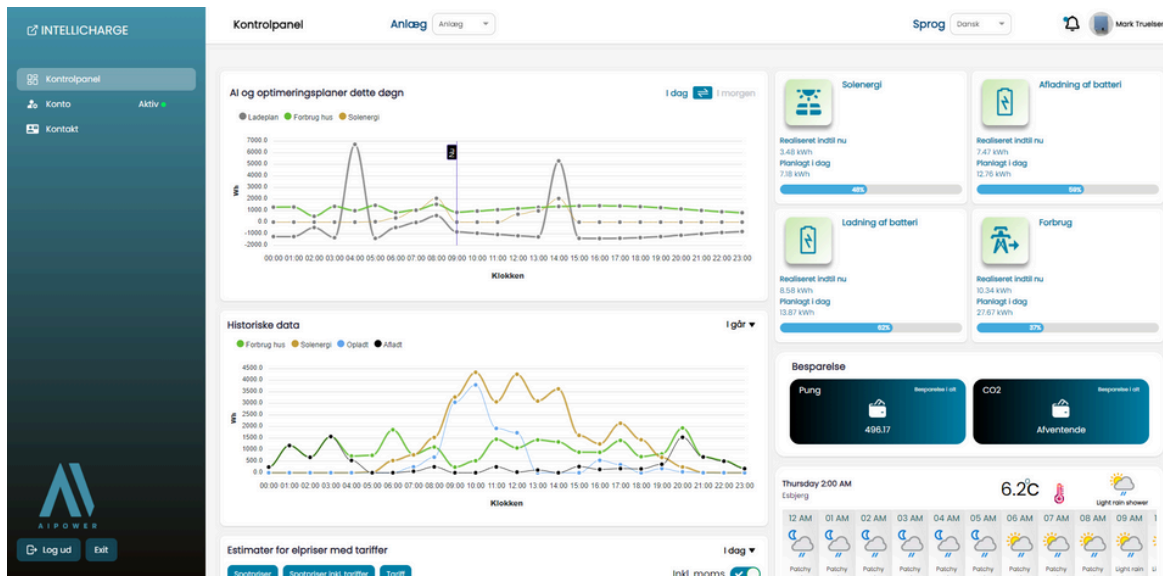 INTELLICHARGE
Kontrolpanel
Konto Aktiv
Kontakt
AIPOWER
Log ud Exit
Kontrolpanel Anlæg Anlæg Sprog Dansk Mark Truelsen
AI og optimeringsplaner dette døgn I dag I morgen
Ladeplan Forbrug hus Solenergi
Nu
7000.0
6000.0
5000.0
4000.0
3000.0
2000.0
1000.0
0.0
-1000.0
-2000.0
Wh
00:00 01:00 02:00 03:00 04:00 05:00 06:00 07:00 08:00 09:00 10:00 11:00 12:00 13:00 14:00 15:00 16:00 17:00 18:00 19:00 20:00 21:00 22:00 23:00
Klokken
Historiske data I går
Forbrug hus Solenergi Opladt Afladt
4500.0
4000.0
3500.0
3000.0
2500.0
2000.0
1500.0
1000.0
500.0
0.0
Wh
00:00 01:00 02:00 03:00 04:00 05:00 06:00 07:00 08:00 09:00 10:00 11:00 12:00 13:00 14:00 15:00 16:00 17:00 18:00 19:00 20:00 21:00 22:00 23:00
Klokken
Estimater for elpriser med tariffer I dag
Spotpriser Spotpriser inkl. tariffer Tariff Inkl. moms
Solenergi
Realiseret indtil nu
3.48 kWh
Planlagt i dag
7.18 kWh
48%
Afladning af batteri
Realiseret indtil nu
7.47 kWh
Planlagt i dag
12.76 kWh
58%
Ladning af batteri
Realiseret indtil nu
8.58 kWh
Planlagt i dag
13.87 kWh
62%
Forbrug
Realiseret indtil nu
10.34 kWh
Planlagt i dag
27.67 kWh
37%
Besparelse
Pung Besparelse i alt
496.17
CO2 Besparelse i alt
Afventende
Thursday 2:00 AM
Esbjerg
6.2°C
Light rain shower
12 AM 01 AM 02 AM 03 AM 04 AM 05 AM 06 AM 07 AM 08 AM 09 AM
Patchy Patchy Patchy Patchy Patchy Patchy Patchy Patchy Patchy Light rain